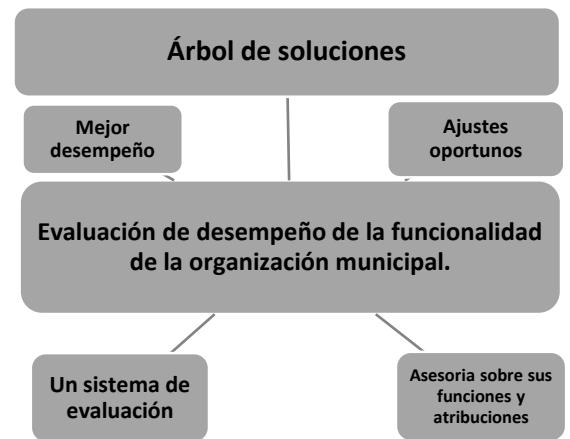 Árbol de soluciones
Mejor
desempeño
Ajustes
oportunos
Evaluación de desempeño de la funcionalidad
de la organización municipal.
Un sistema de
evaluación
Asesoria sobre sus
funciones y
atribuciones